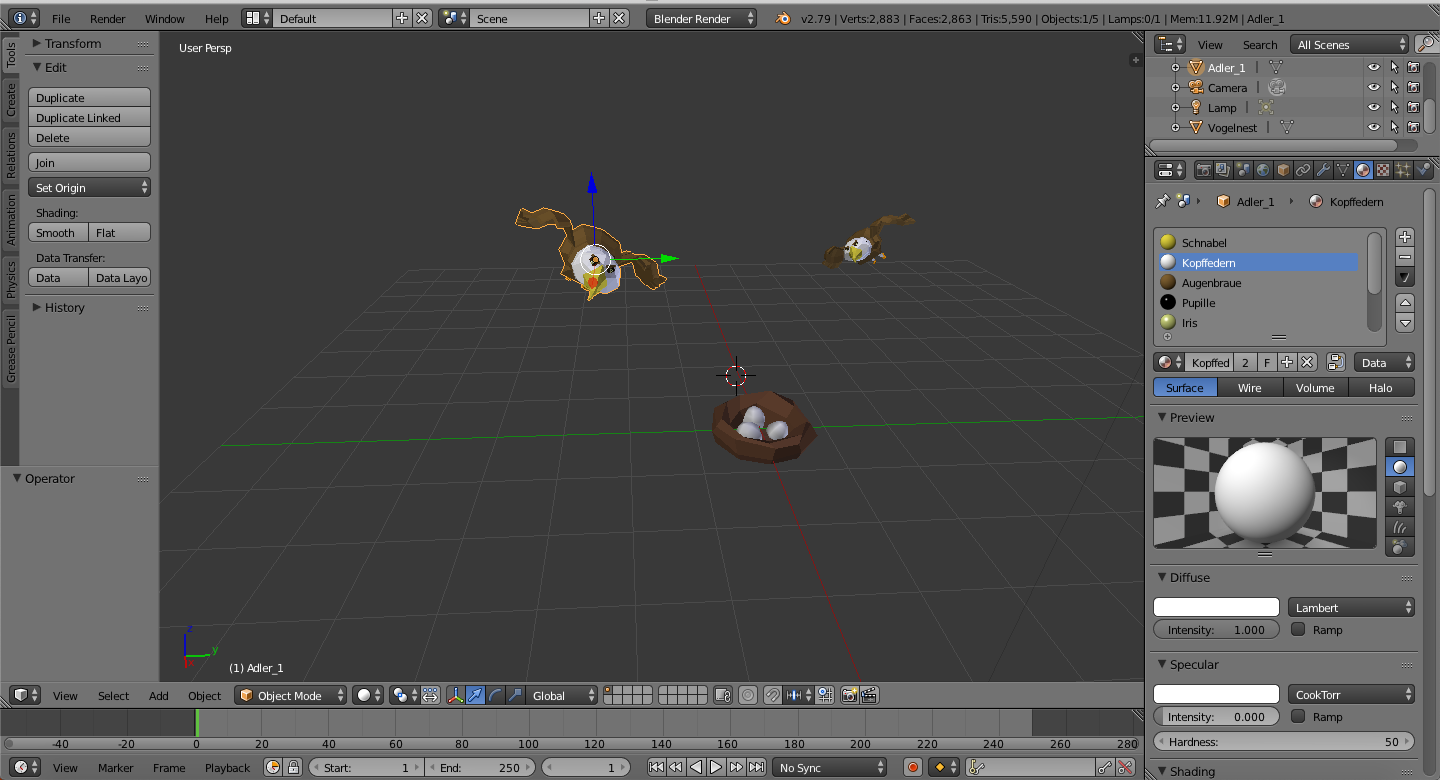 File Render Window Help Default Scene Blender Render v2.79 | Verts:2,883 | Faces:2,863 | Tris:5,590 | Objects:1/5 | Lamps:0/1 | Mem:11.92M | Adler_1
Tools
Create
Relations
Animation
Physics
Grease Pencil
Transform
Edit
Duplicate
Duplicate Linked
Delete
Join
Set Origin
Shading:
Smooth Flat
Data Transfer:
Data Data Layo
History
Operator
User Persp
z
y
x
(1) Adler_1
View Select Add Object Object Mode Global
-40 -20 0 20 40 60 80 100 120 140 160 180 200 220 240 260 280
View Marker Frame Playback Start: 1 End: 250 1 No Sync
View Search All Scenes
Adler_1
Camera
Lamp
Vogelnest
Adler_1 Kopffedern
Schnabel
Kopffedern
Augenbraue
Pupille
Iris
Kopffed 2 F Data
Surface Wire Volume Halo
Preview
Diffuse
Lambert
Intensity: 1.000 Ramp
Specular
CookTorr
Intensity: 0.000 Ramp
Hardness: 50
Shading